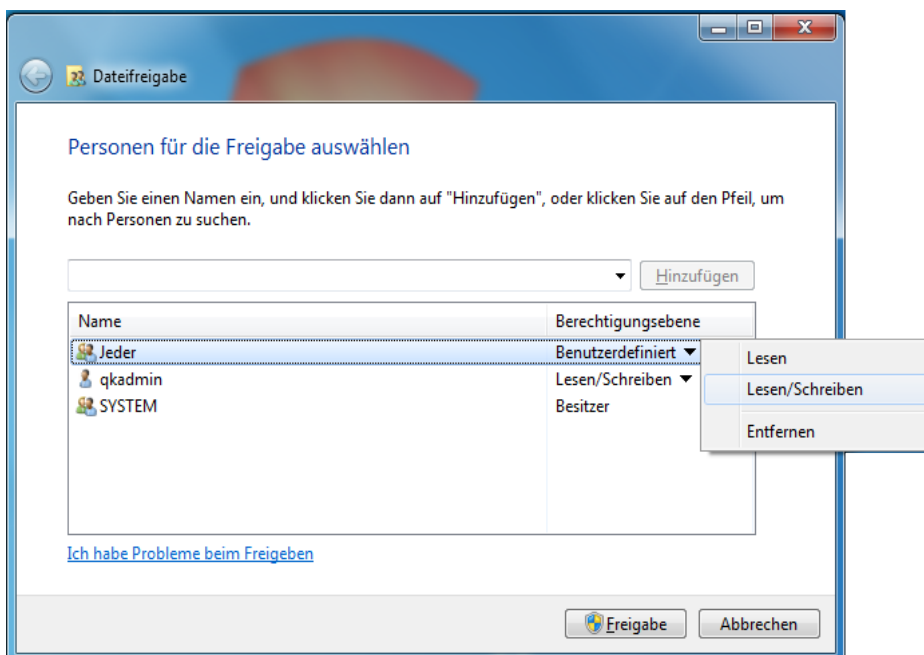 Dateifreigabe
Personen für die Freigabe auswählen
Geben Sie einen Namen ein, und klicken Sie dann auf "Hinzufügen", oder klicken Sie auf den Pfeil, um
nach Personen zu suchen.
Hinzufügen
Name Berechtigungsebene
Jeder Benutzerdefiniert
qkadmin Lesen/Schreiben
SYSTEM Besitzer
Lesen
Lesen/Schreiben
Entfernen
Ich habe Probleme beim Freigeben
Freigabe Abbrechen